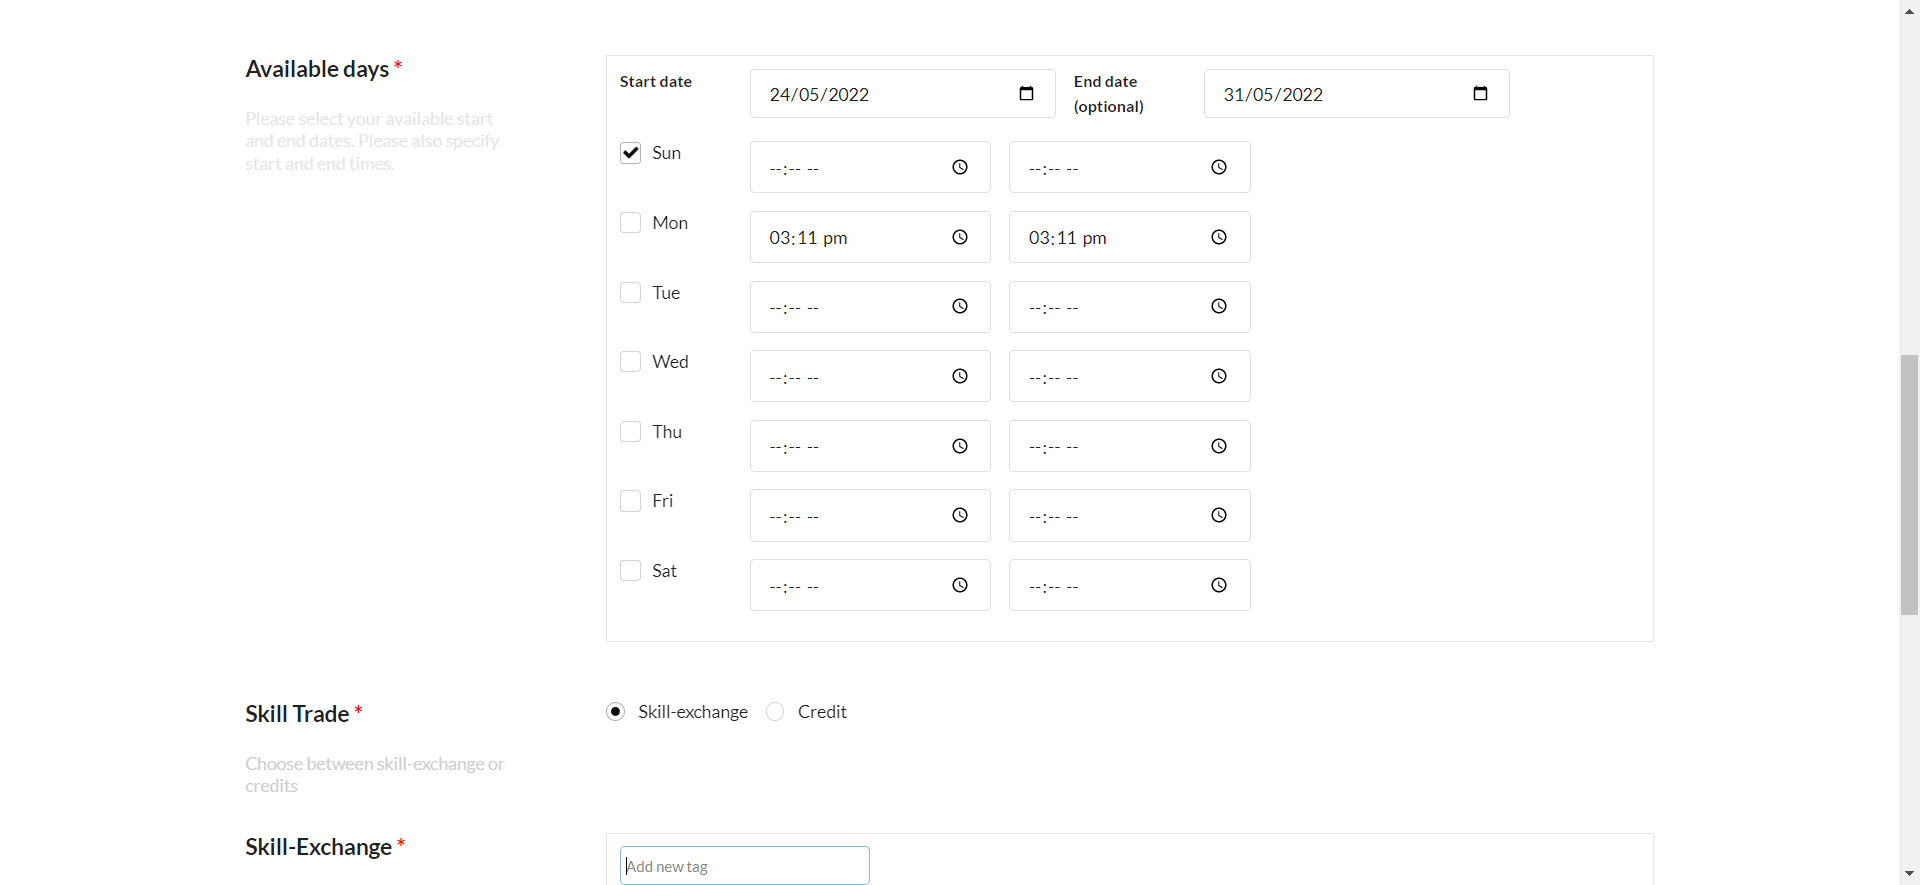 Available days *
Please select your available start
and end dates. Please also specify
start and end times.
Start date
24/05/2022
End date
(optional)
31/05/2022
Sun
--:-- --
--:-- --
Mon
03:11 pm
03:11 pm
Tue
--:-- --
--:-- --
Wed
--:-- --
--:-- --
Thu
--:-- --
--:-- --
Fri
--:-- --
--:-- --
Sat
--:-- --
--:-- --
Skill Trade *
Choose between skill-exchange or
credits
Skill-exchange
Credit
Skill-Exchange *
Add new tag